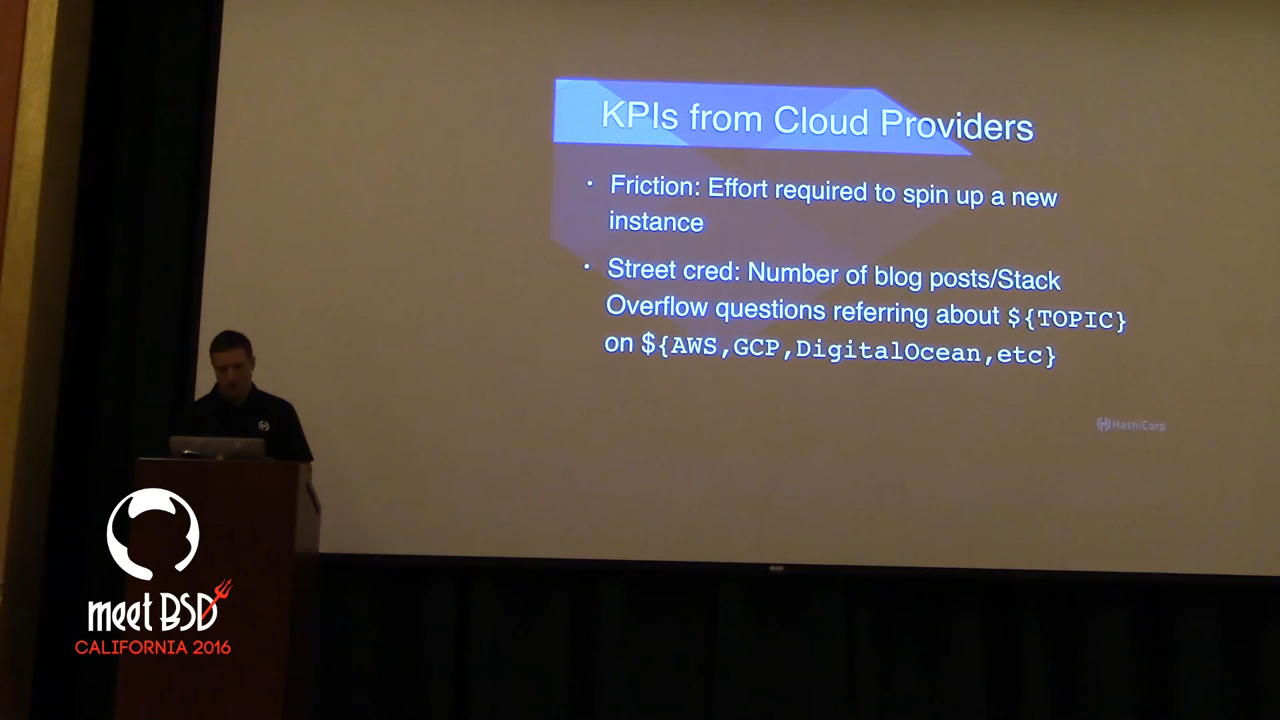 KPIs from Cloud Providers
• Friction: Effort required to spin up a new
instance
• Street cred: Number of blog posts/Stack
Overflow questions referring about ${TOPIC}
on ${AWS,GCP,DigitalOcean,etc}
HashiCorp
meet BSD
CALIFORNIA 2016